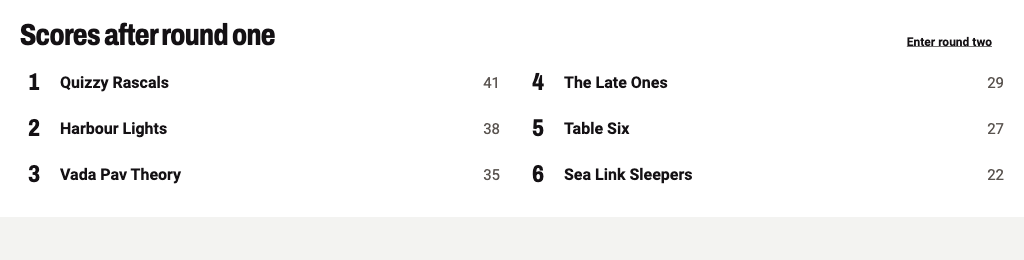 Scores after round one
Enter round two
1 Quizzy Rascals 41
2 Harbour Lights 38
3 Vada Pav Theory 35
4 The Late Ones 29
5 Table Six 27
6 Sea Link Sleepers 22